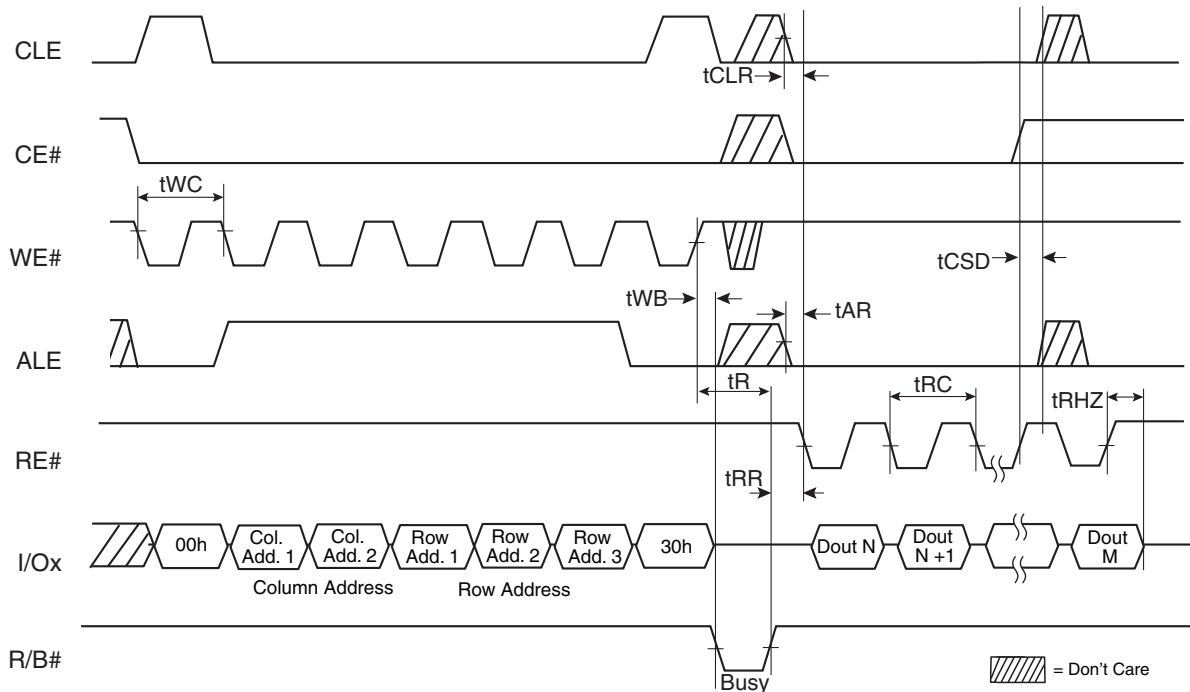 CLE
tCLR
CE#
tWC
WE#
tCSD
tWB
tAR
ALE
tR
tRC
tRHZ
RE#
tRR
I/Ox
00h
Col.
Add. 1
Col.
Add. 2
Row
Add. 1
Row
Add. 2
Row
Add. 3
30h
Dout N
Dout
N +1
Dout
M
Column Address
Row Address
R/B#
Busy
= Don't Care